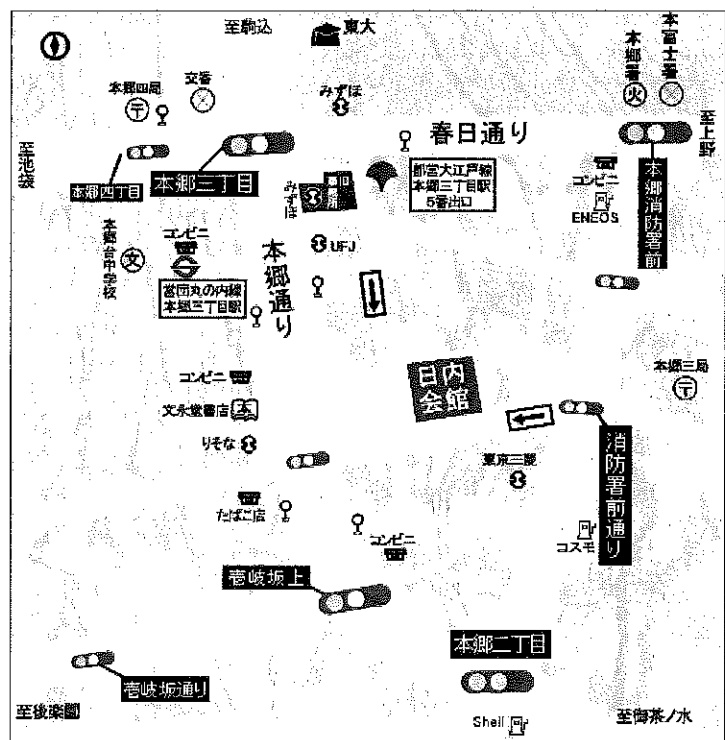 至駒込
東大
本郷四局
〒
交番
みずほ
本郷署
火
本富士署
至上野
至池袋
春日通り
本郷四丁目
本郷三丁目
みずほ
都営大江戸線
本郷三丁目駅
5番出口
コンビニ
ENEOS
本郷消防署前
本郷台中学校
文
コンビニ
営団丸の内線
本郷三丁目駅
本郷通り
UFJ
コンビニ
文永堂書店
本
りそな
日内
会館
本郷三局
〒
東京三菱
消防署前通り
たばこ店
コンビニ
コスモ
壱岐坂上
本郷二丁目
壱岐坂通り
至後楽園
Shell
至御茶ノ水